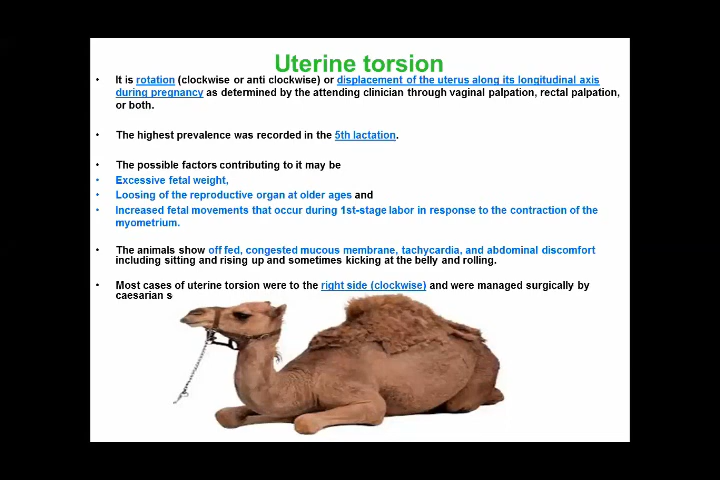 Uterine torsion
• It is rotation (clockwise or anti clockwise) or displacement of the uterus along its longitudinal axis
during pregnancy as determined by the attending clinician through vaginal palpation, rectal palpation,
or both.
• The highest prevalence was recorded in the 5th lactation.
• The possible factors contributing to it may be
• Excessive fetal weight,
• Loosing of the reproductive organ at older ages and
• Increased fetal movements that occur during 1st-stage labor in response to the contraction of the
myometrium.
• The animals show off fed, congested mucous membrane, tachycardia, and abdominal discomfort
including sitting and rising up and sometimes kicking at the belly and rolling.
• Most cases of uterine torsion were to the right side (clockwise) and were managed surgically by
caesarian s